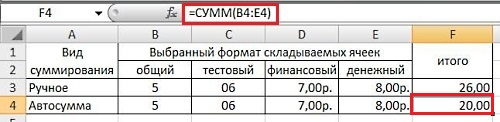 F4 fx =СУММ(B4:E4)
A B C D E F
1 Вид суммирования Выбранный формат складываемых ячеек итого
2 общий тестовый финансовый денежный
3 Ручное 5 06 7,00р. 8,00р. 26,00
4 Автосумма 5 06 7,00р. 8,00р. 20,00